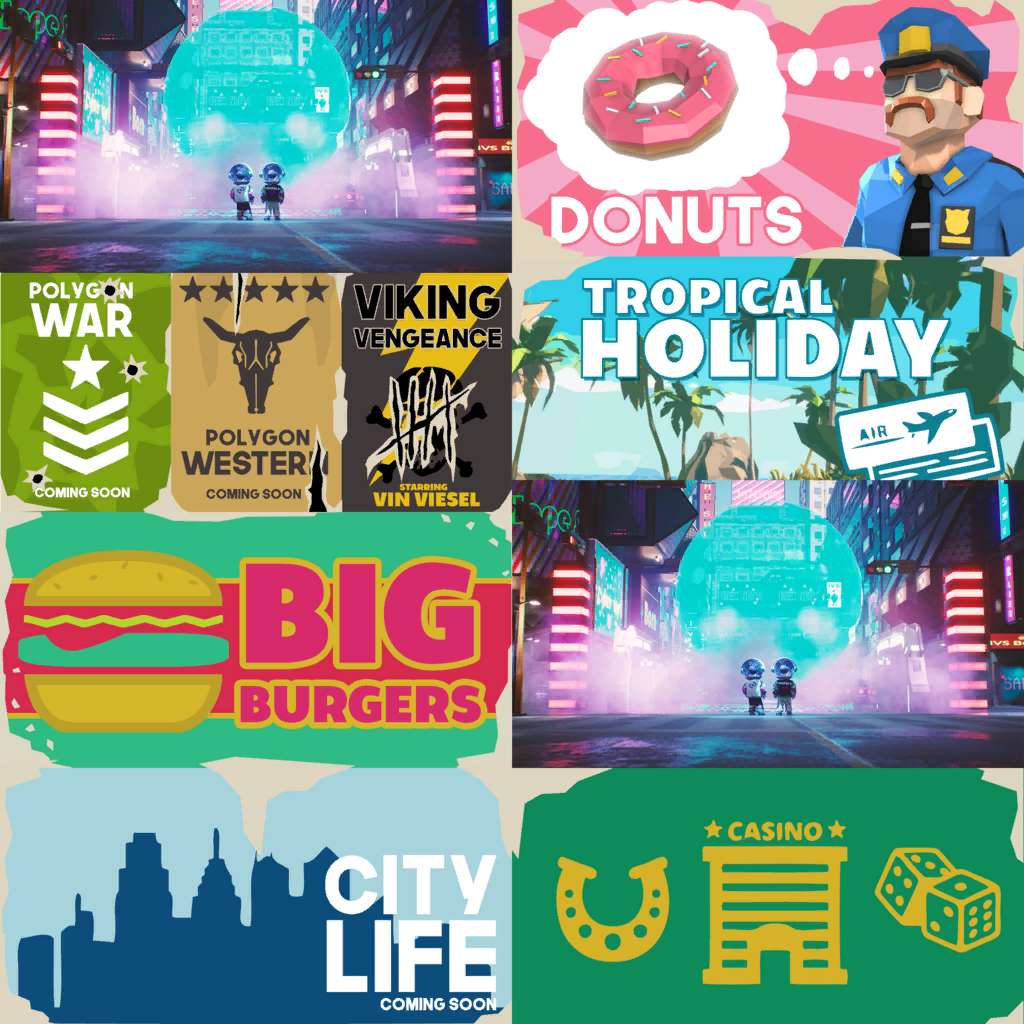 DONUTS
POLYGON
WAR
COMING SOON
POLYGON
WESTERN
COMING SOON
VIKING
VENGEANCE
STARRING
VIN VIESEL
TROPICAL
HOLIDAY
AIR
BIG
BURGERS
CITY
LIFE
COMING SOON
CASINO